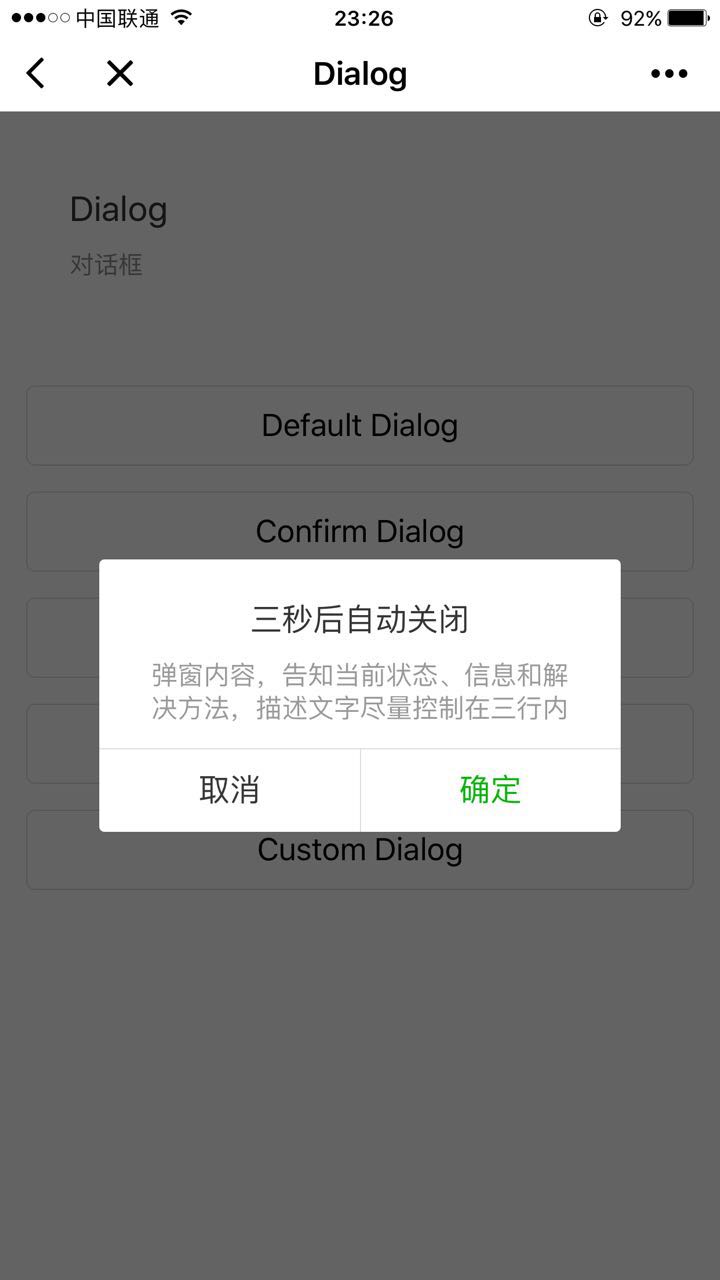 中国联通 23:26 92%
Dialog
Dialog
对话框
Default Dialog
Confirm Dialog
三秒后自动关闭
弹窗内容，告知当前状态、信息和解
决方法，描述文字尽量控制在三行内
取消 确定
Custom Dialog